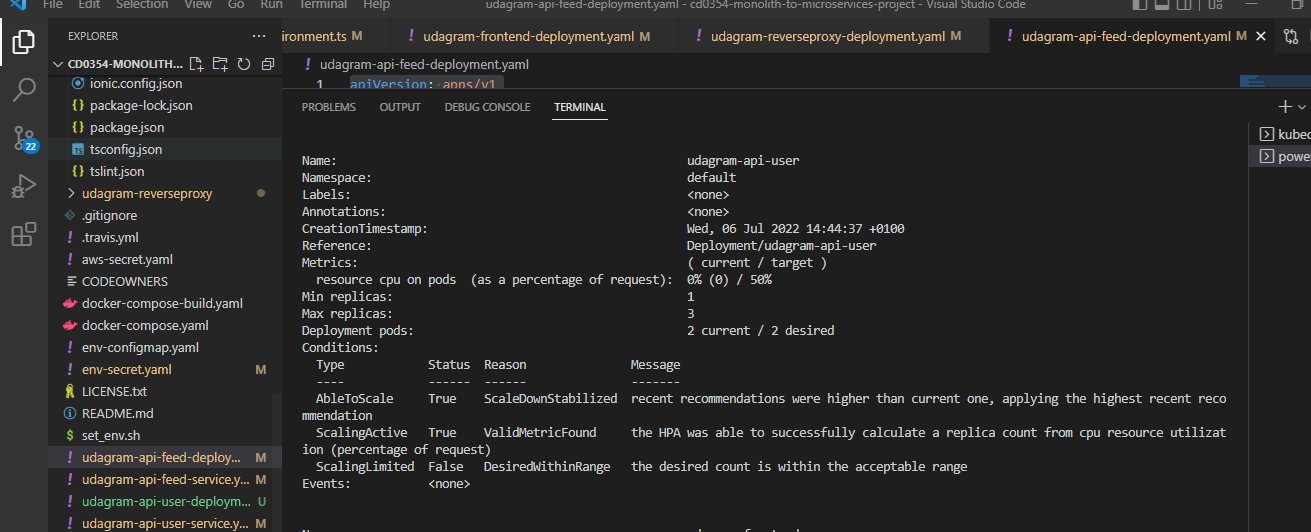 File Edit Selection View Go Run Terminal Help
udagram-api-feed-deployment.yaml - cd0354-monolith-to-microservices-project - Visual Studio Code
EXPLORER
ironment.ts M
! udagram-frontend-deployment.yaml M
! udagram-reverseproxy-deployment.yaml M
! udagram-api-feed-deployment.yaml M
CD0354-MONOLITH...
! udagram-api-feed-deployment.yaml
1 apiVersion: apps/v1
ionic.config.json
{} package-lock.json
{} package.json
TS tsconfig.json
TS tslint.json
udagram-reverseproxy
.gitignore
! .travis.yml
! aws-secret.yaml
CODEOWNERS
docker-compose-build.yaml
docker-compose.yaml
! env-configmap.yaml
! env-secret.yaml M
LICENSE.txt
README.md
$ set_env.sh
! udagram-api-feed-deploy... M
! udagram-api-feed-service.y... M
! udagram-api-user-deploym... U
! udagram-api-user-service.y... M
22
PROBLEMS OUTPUT DEBUG CONSOLE TERMINAL
kubec
power
Name: udagram-api-user
Namespace: default
Labels: <none>
Annotations: <none>
CreationTimestamp: Wed, 06 Jul 2022 14:44:37 +0100
Reference: Deployment/udagram-api-user
Metrics: ( current / target )
resource cpu on pods (as a percentage of request): 0% (0) / 50%
Min replicas: 1
Max replicas: 3
Deployment pods: 2 current / 2 desired
Conditions:
Type Status Reason Message
---- ------ ------ -------
AbleToScale True ScaleDownStabilized recent recommendations were higher than current one, applying the highest recent reco
mmendation
ScalingActive True ValidMetricFound the HPA was able to successfully calculate a replica count from cpu resource utilizat
ion (percentage of request)
ScalingLimited False DesiredWithinRange the desired count is within the acceptable range
Events: <none>